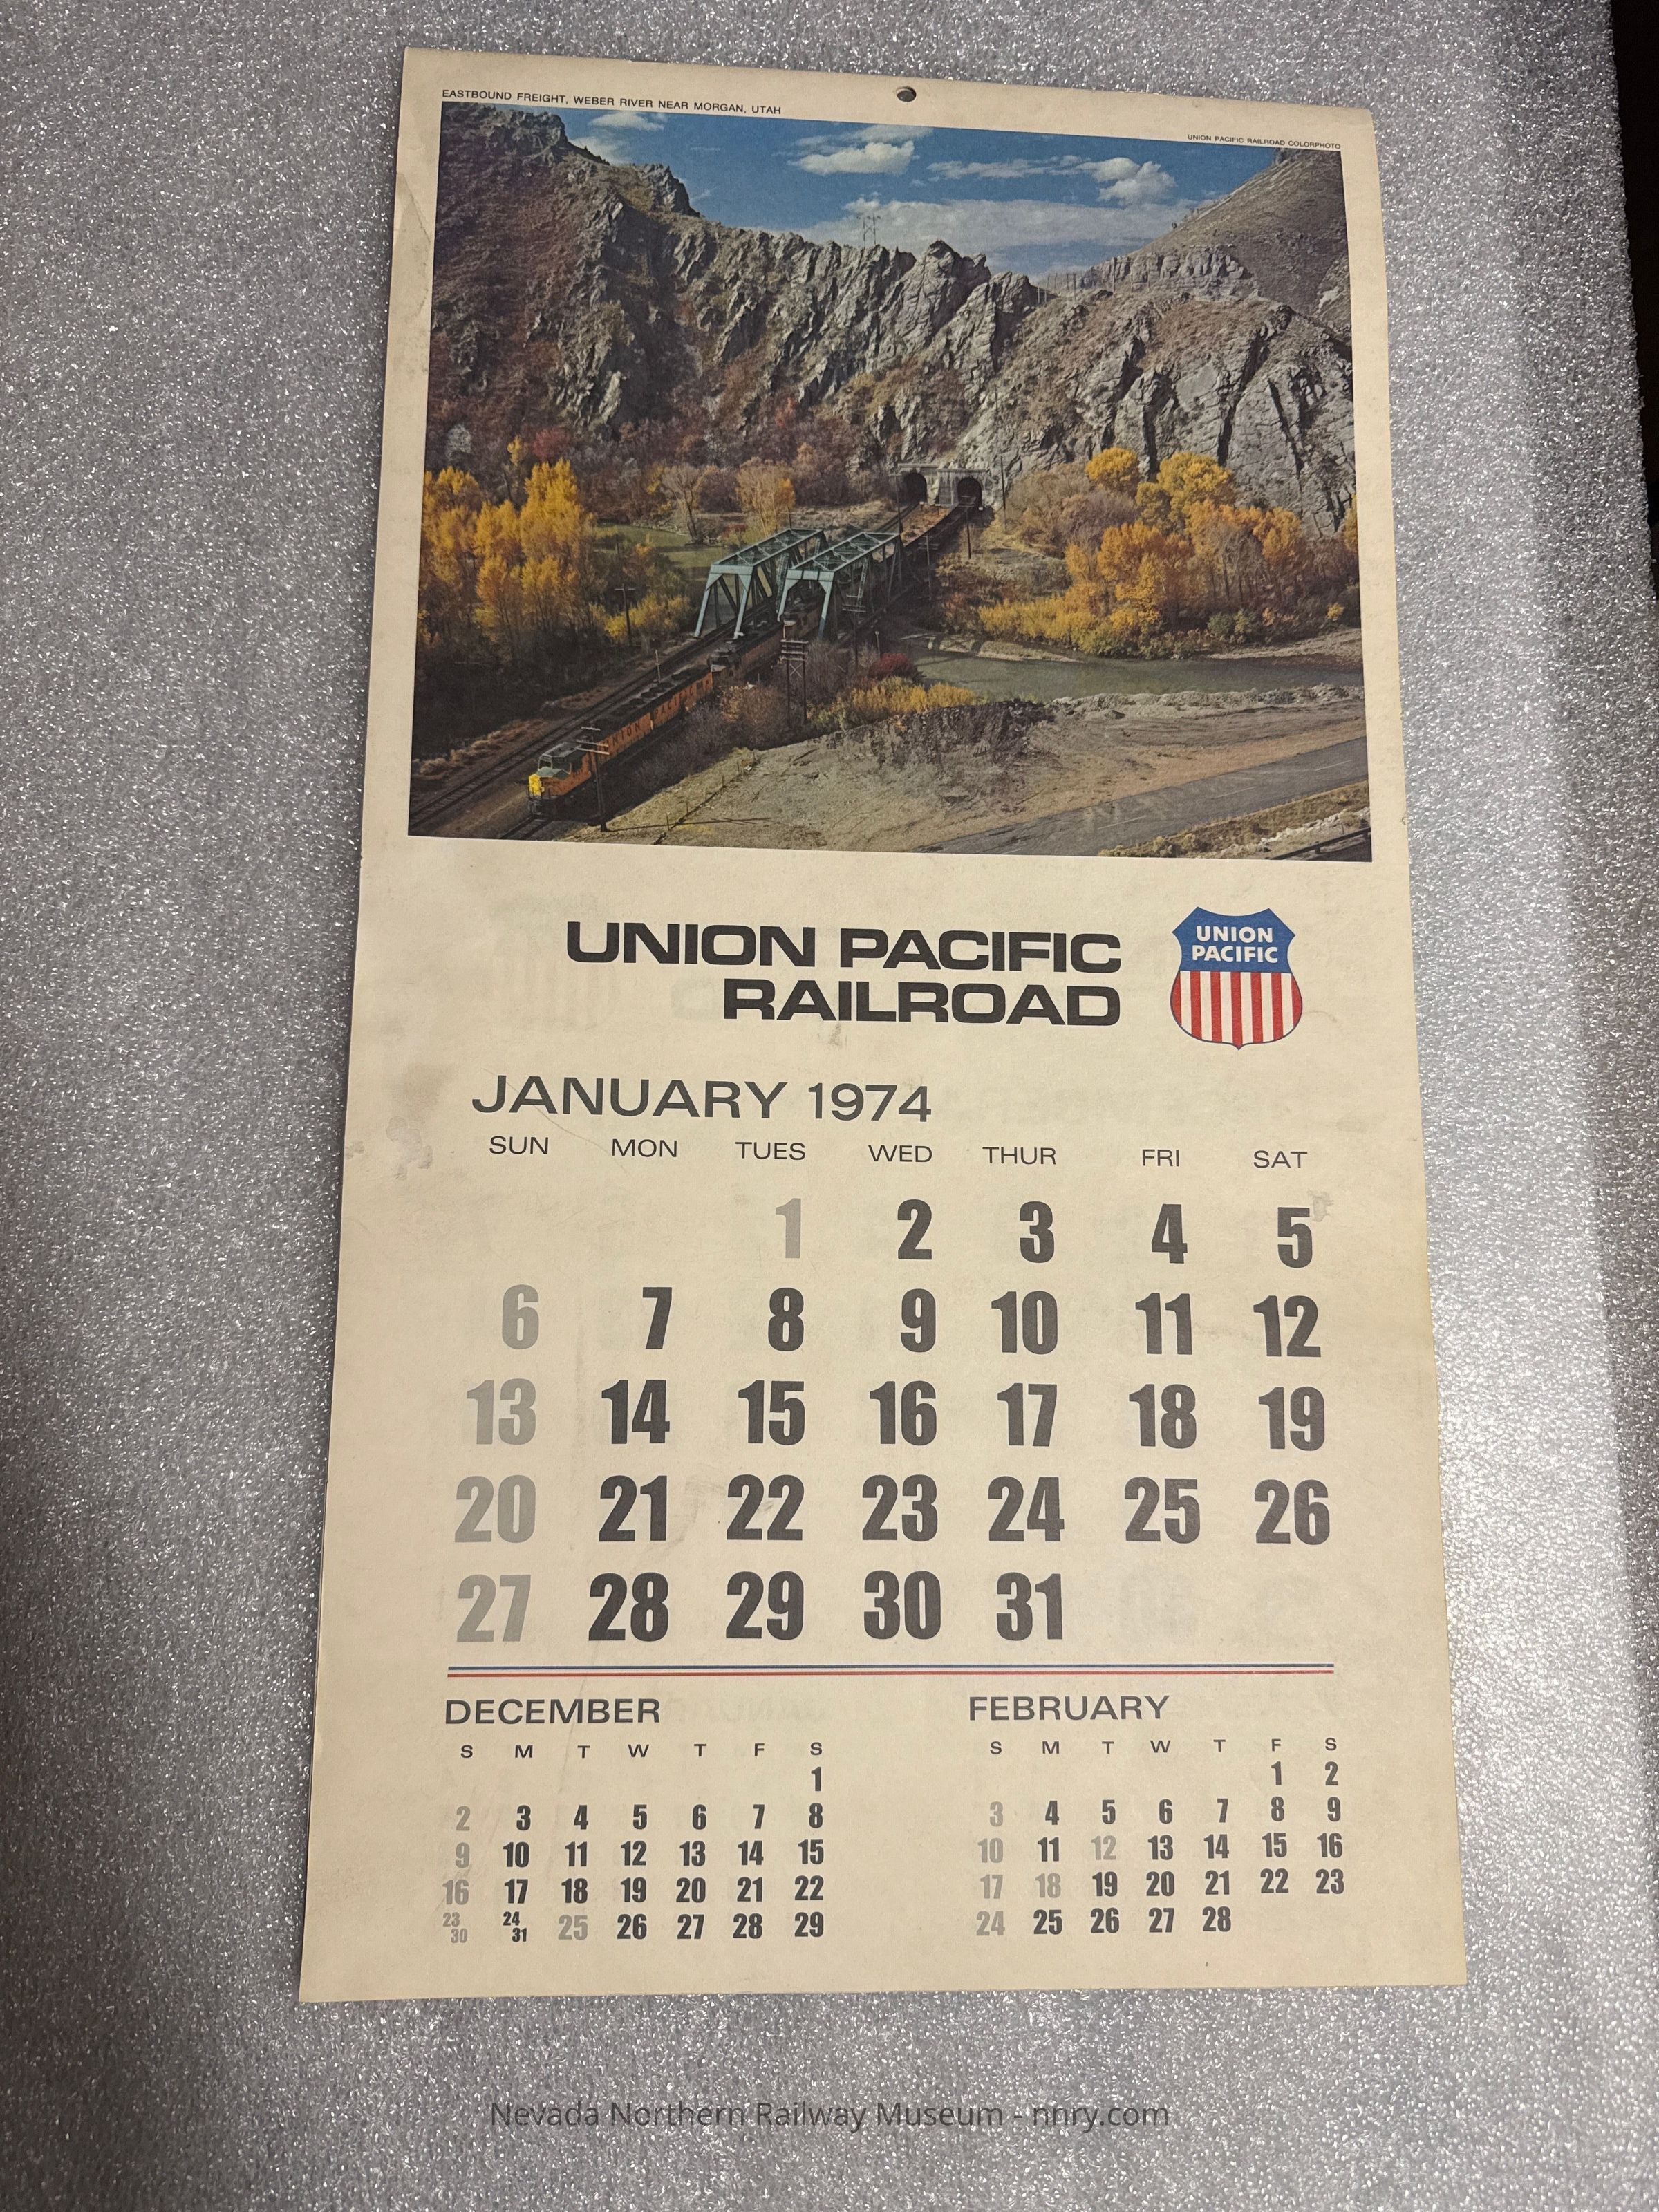 EASTBOUND FREIGHT, WEBER RIVER NEAR MORGAN, UTAH
UNION PACIFIC RAILROAD COLORPHOTO
UNION PACIFIC
UNION PACIFIC
RAILROAD
UNION
PACIFIC
JANUARY 1974
SUN MON TUES WED THUR FRI SAT
1 2 3 4 5
6 7 8 9 10 11 12
13 14 15 16 17 18 19
20 21 22 23 24 25 26
27 28 29 30 31
DECEMBER
S M T W T F S
1
2 3 4 5 6 7 8
9 10 11 12 13 14 15
16 17 18 19 20 21 22
23 24 25 26 27 28 29
30 31
FEBRUARY
S M T W T F S
1 2
3 4 5 6 7 8 9
10 11 12 13 14 15 16
17 18 19 20 21 22 23
24 25 26 27 28
Nevada Northern Railway Museum - nnry.com